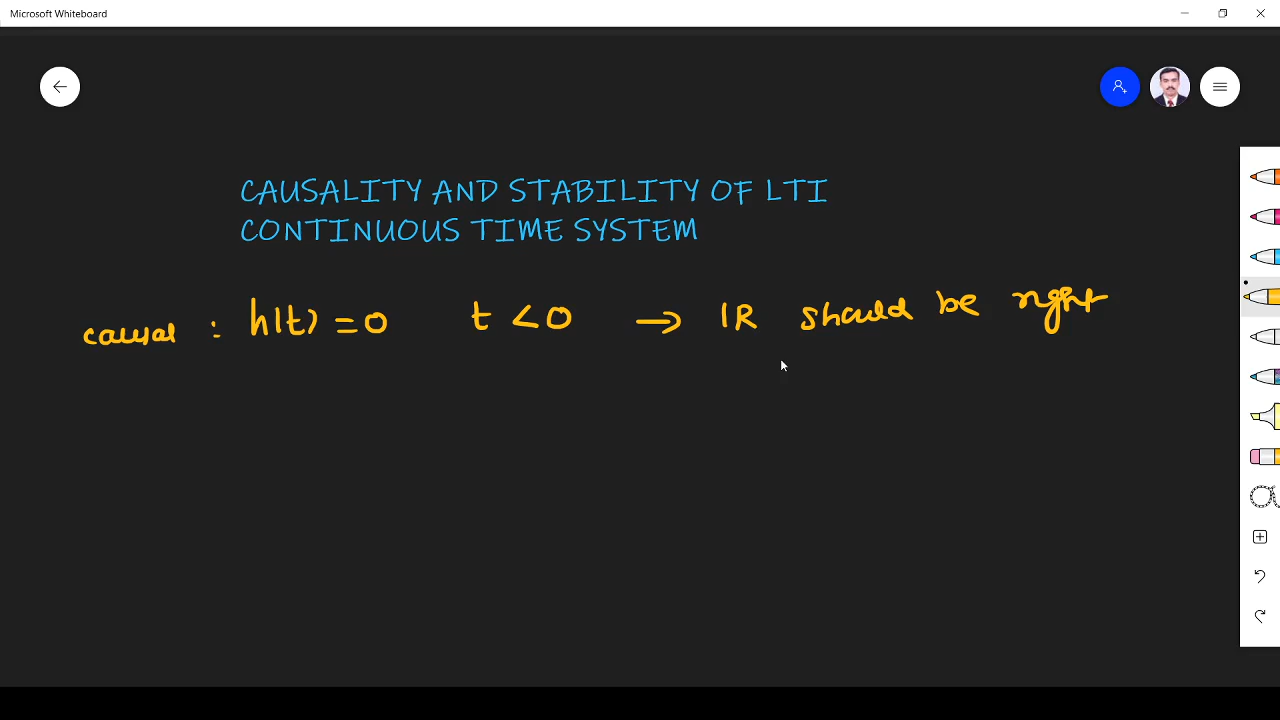 Microsoft Whiteboard
CAUSALITY AND STABILITY OF LTI
CONTINUOUS TIME SYSTEM
causal : h(t) = 0 t < 0 → IR should be right